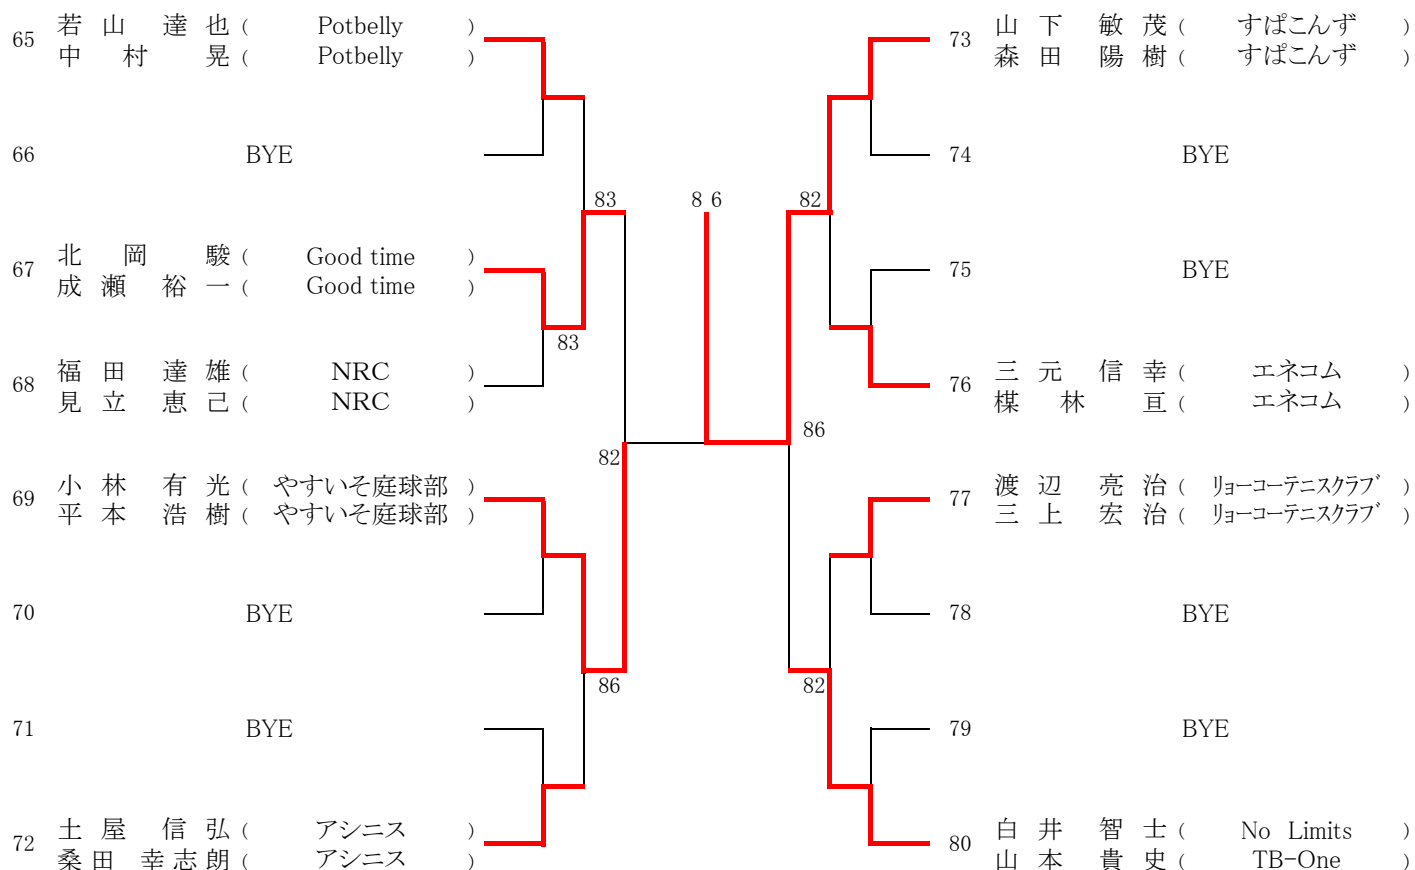 65 若山 達也 ( Potbelly )
中村 晃 ( Potbelly )
66 BYE
83
67 北岡 駿 ( Good time )
成瀬 裕一 ( Good time )
83
68 福田 達雄 ( NRC )
見立 恵己 ( NRC )
82
69 小林 有光 ( やすいそ庭球部 )
平本 浩樹 ( やすいそ庭球部 )
70 BYE
86
71 BYE
72 土屋 信弘 ( アシニス )
桑田 幸志朗 ( アシニス )
8 6
73 山下 敏茂 ( すぱこんず )
森田 陽樹 ( すぱこんず )
74 BYE
82
75 BYE
76 三元 信幸 ( エネコム )
楳林 亘 ( エネコム )
86
77 渡辺 亮治 ( リョーコーテニスクラブ )
三上 宏治 ( リョーコーテニスクラブ )
78 BYE
82
79 BYE
80 白井 智士 ( No Limits )
山本 貴史 ( TB-One )